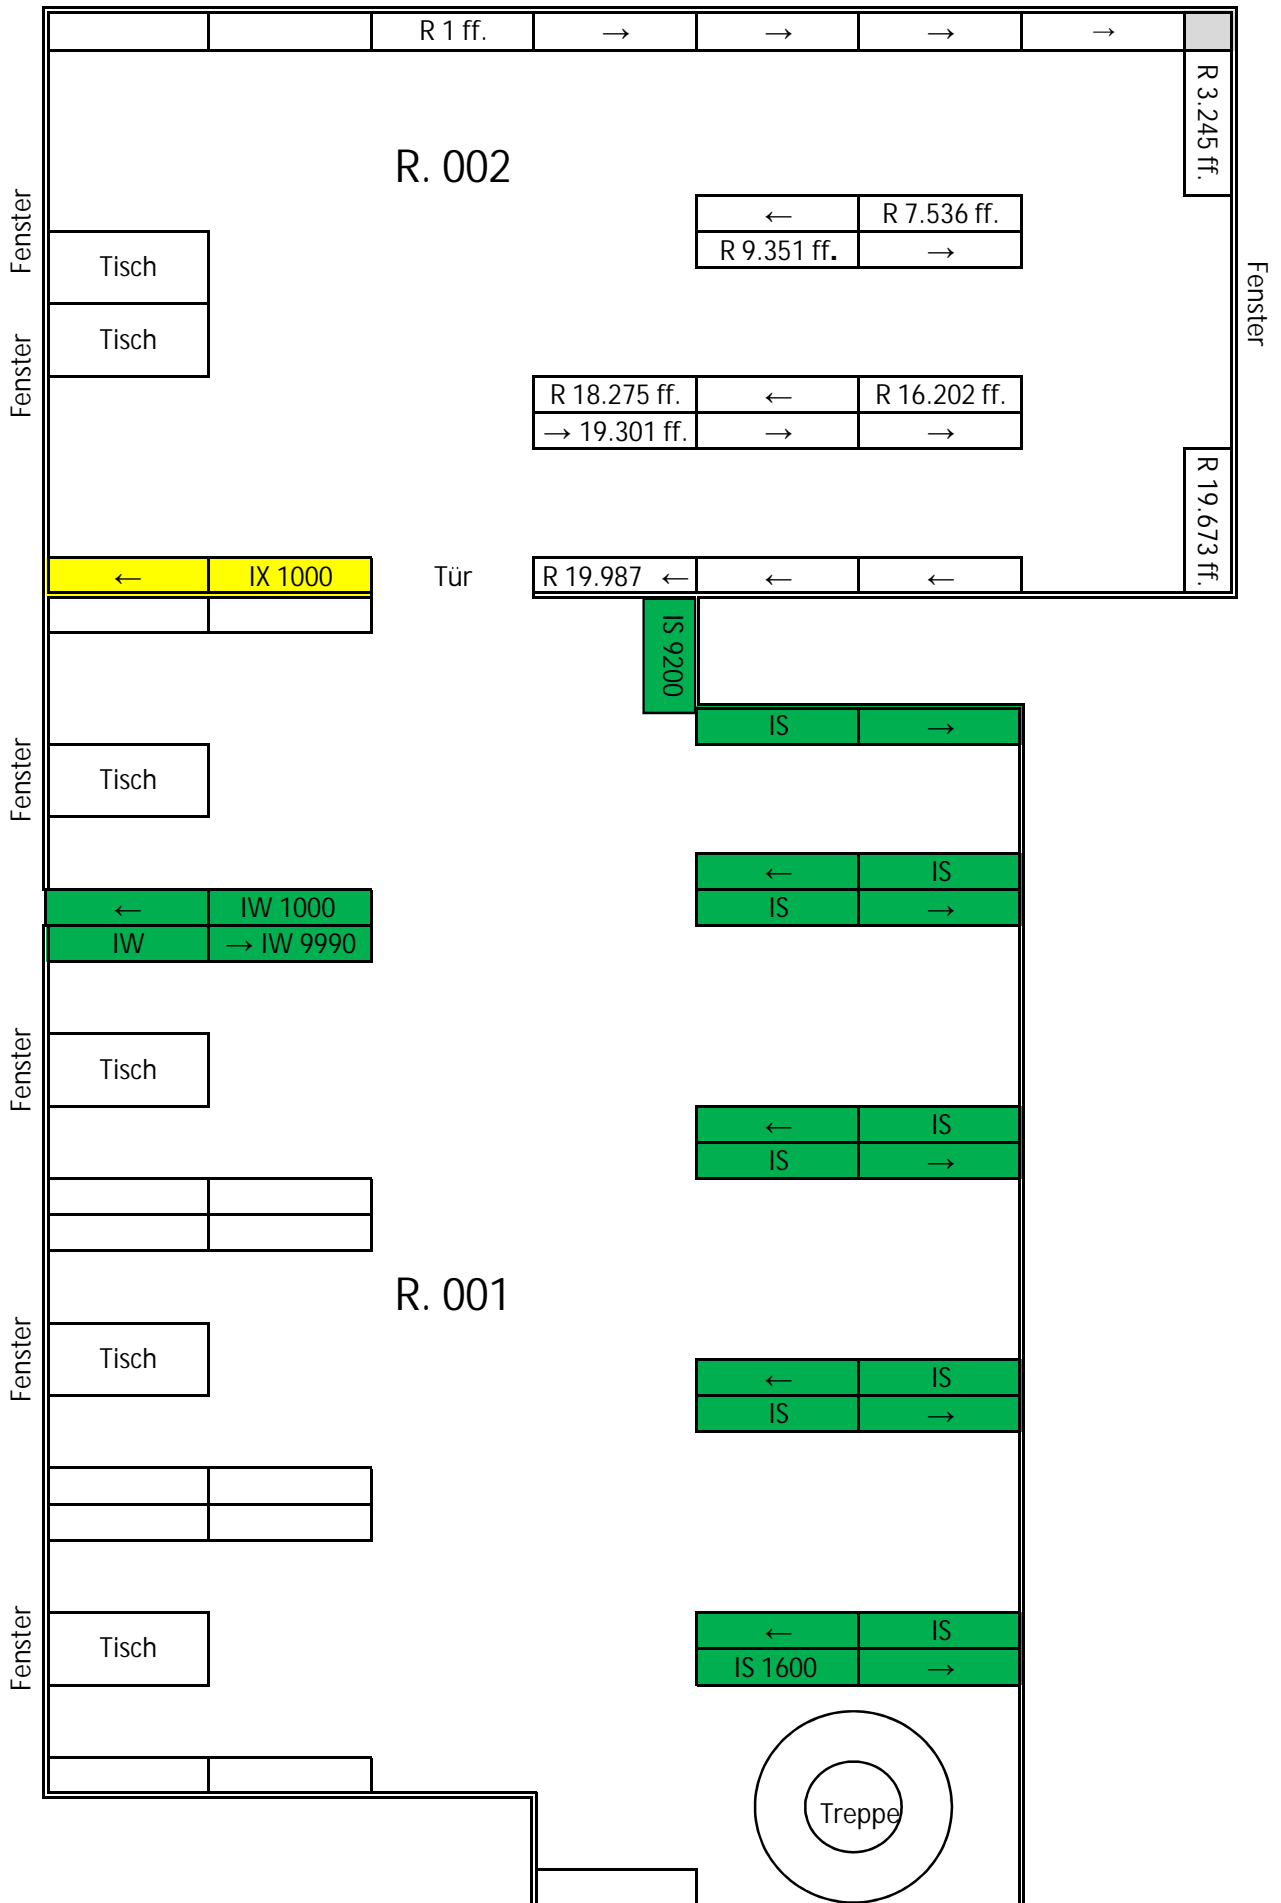 R 1 ff. → → → →
R 3.245 ff.
R. 002
Fenster
← R 7.536 ff.
R 9.351 ff. →
Tisch
Fenster
Fenster
Tisch
R 18.275 ff. ← R 16.202 ff.
→ 19.301 ff. → →
R 19.673 ff.
← IX 1000 Tür R 19.987 ← ← ←
IS 9200
IS →
Fenster
Tisch
← IS
← IW 1000 IS →
IW → IW 9990
Fenster
Tisch
← IS
IS →
R. 001
Fenster
Tisch
← IS
IS →
Fenster
Tisch
← IS
IS 1600 →
Treppe